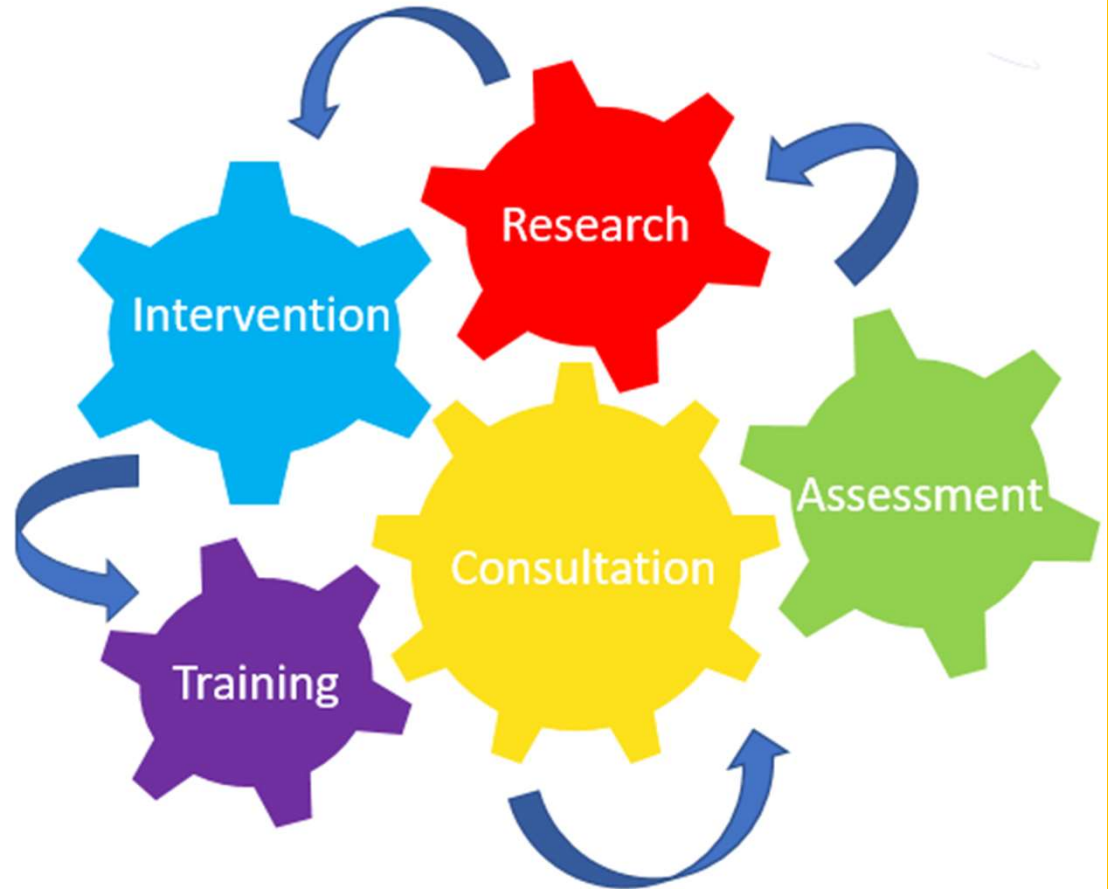 Research
Intervention
Assessment
Consultation
Training